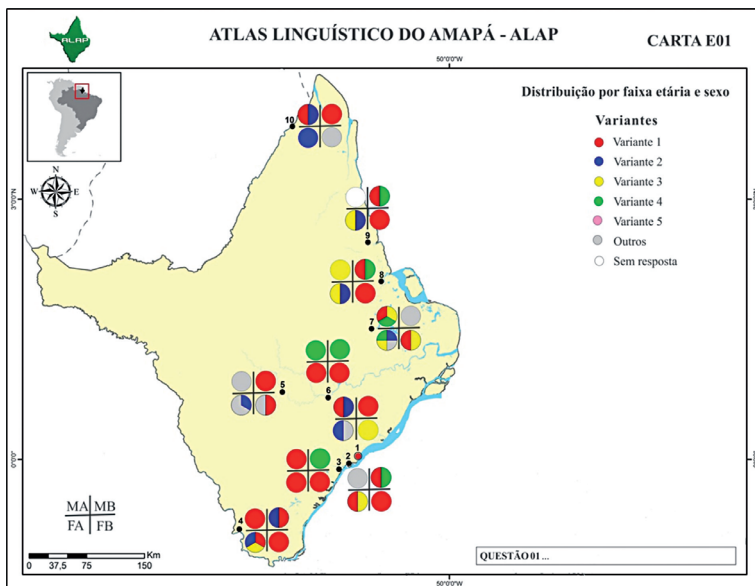 ALAP
ATLAS LINGUÍSTICO DO AMAPÁ - ALAP
CARTA E01
50°0'0"W
Distribuição por faixa etária e sexo
Variantes
Variante 1
Variante 2
Variante 3
Variante 4
Variante 5
Outros
Sem resposta
N
W E
S
3°0'0"N
0°0'0"
10
9
8
7
5
6
1
2
3
4
MA MB
FA FB
0 37,5 75 150 Km
QUESTÃO 01...
50°0'0"W